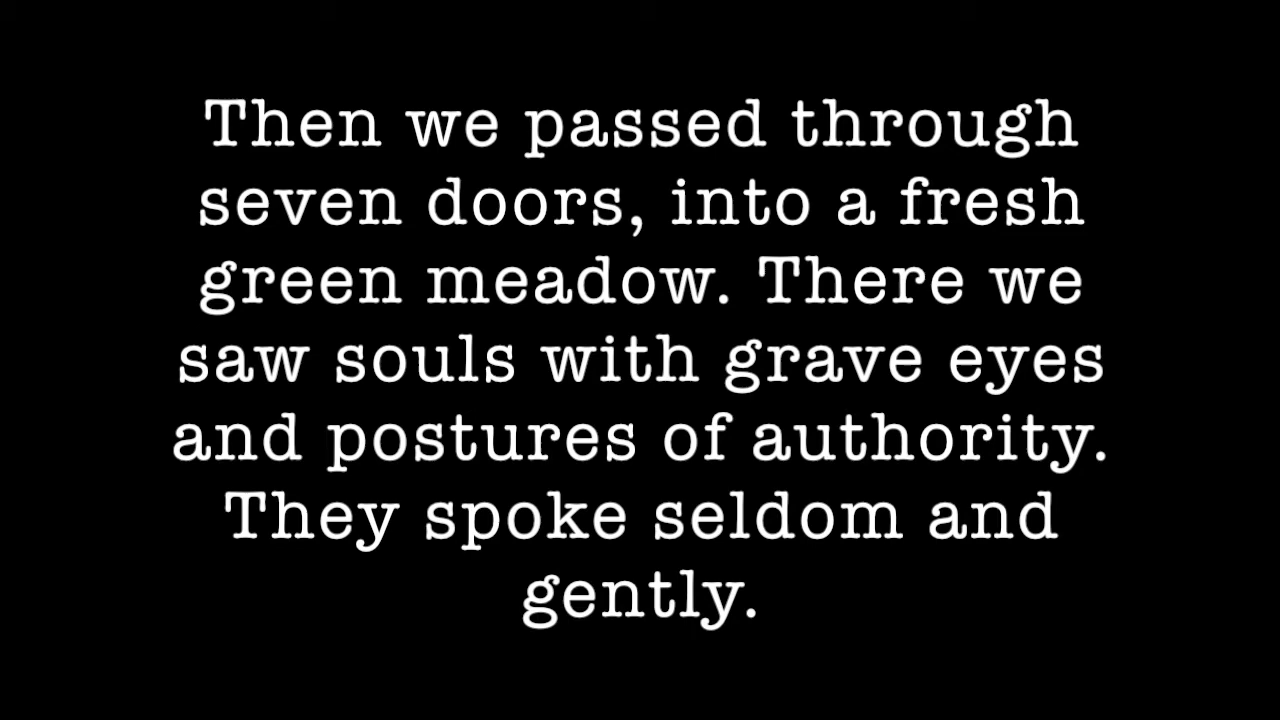 Then we passed through
seven doors, into a fresh
green meadow. There we
saw souls with grave eyes
and postures of authority.
They spoke seldom and
gently.